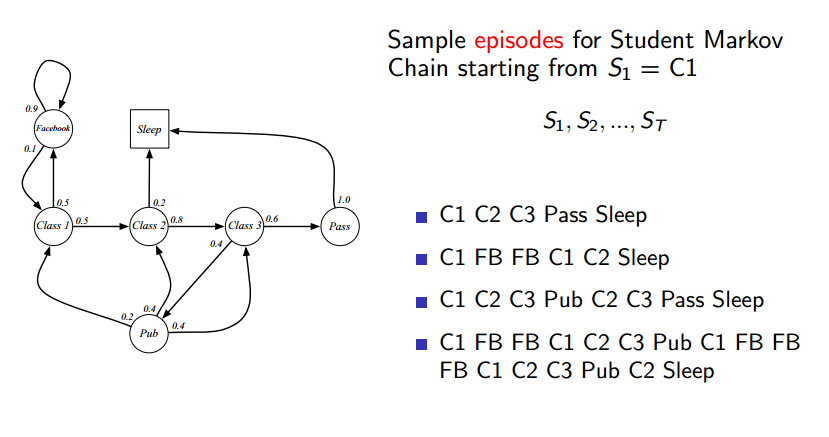 Sample episodes for Student Markov
Chain starting from S₁ = C1
S₁, S₂, ..., S_T
C1 C2 C3 Pass Sleep
C1 FB FB C1 C2 Sleep
C1 C2 C3 Pub C2 C3 Pass Sleep
C1 FB FB C1 C2 C3 Pub C1 FB FB
FB C1 C2 C3 Pub C2 Sleep
0.9
Facebook
Sleep
0.1
0.5
0.2
1.0
Class 1
0.5
Class 2
0.8
Class 3
0.6
Pass
0.4
0.2
0.4
Pub
0.4